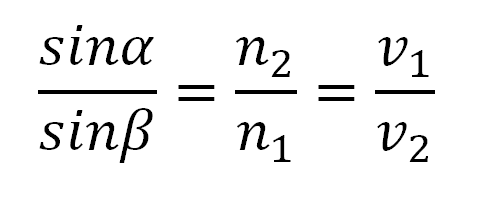 sinα/sinβ = n₂/n₁ = v₁/v₂